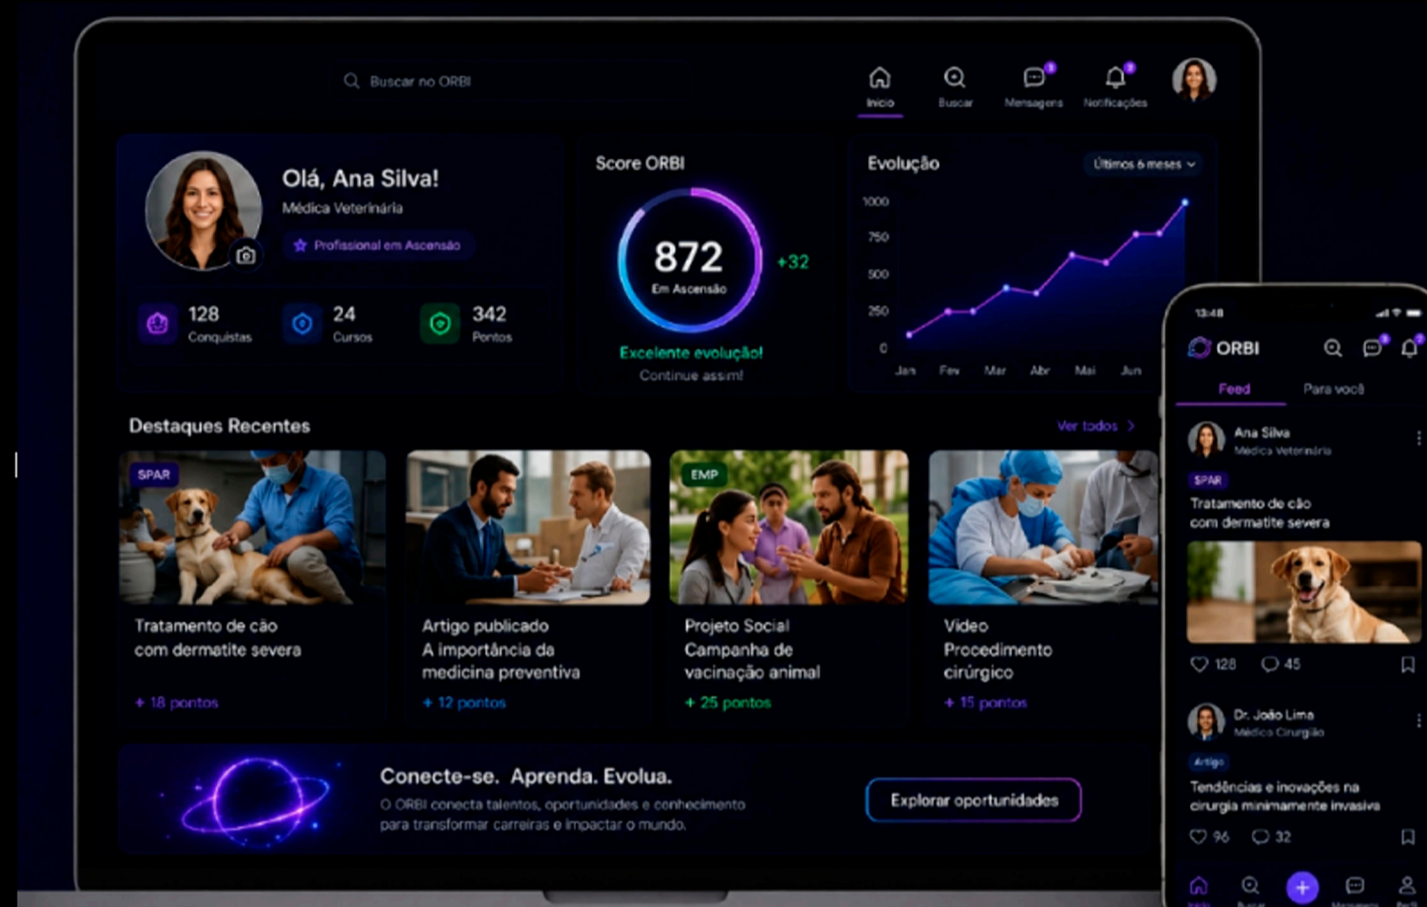 Buscar no ORBI
Início
Buscar
3
Mensagens
Notificações
Olá, Ana Silva!
Médica Veterinária
Profissional em Ascensão
128
Conquistas
24
Cursos
342
Pontos
Score ORBI
872
Em Ascensão
+32
Excelente evolução!
Continue assim!
Evolução
Últimos 6 meses
1000
750
500
250
0
Jan
Fev
Mar
Abr
Mai
Jun
Destaques Recentes
Ver todos
SPAR
Tratamento de cão
com dermatite severa
+ 18 pontos
Artigo publicado
A importância da
medicina preventiva
+ 12 pontos
EMP
Projeto Social
Campanha de
vacinação animal
+ 25 pontos
Vídeo
Procedimento
cirúrgico
+ 15 pontos
Conecte-se. Aprenda. Evolua.
O ORBI conecta talentos, oportunidades e conhecimento
para transformar carreiras e impactar o mundo.
Explorar oportunidades
13:48
ORBI
3
2
Feed
Para você
Ana Silva
Médica Veterinária
SPAR
Tratamento de cão
com dermatite severa
128
45
Dr. João Lima
Médico Cirurgião
Artigo
Tendências e inovações na
cirurgia minimamente invasiva
96
32